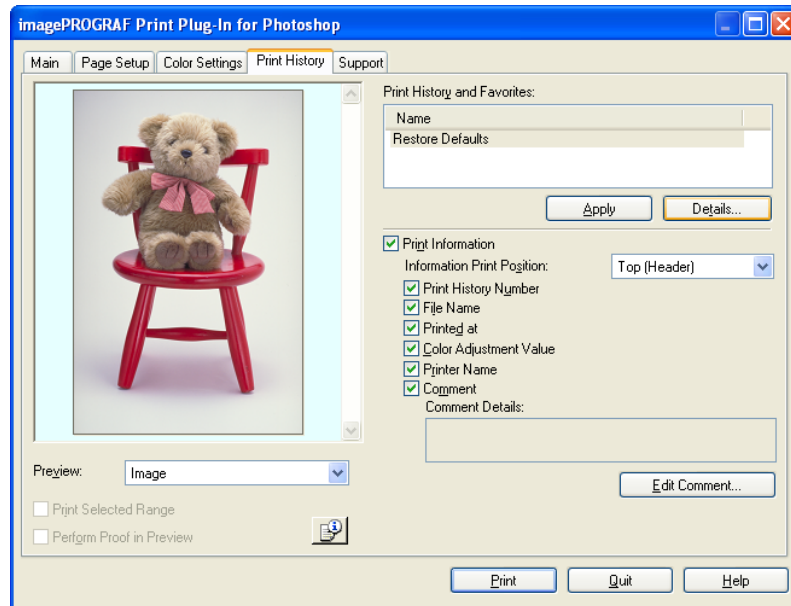 imagePROGRAF Print Plug-In for Photoshop
Main Page Setup Color Settings Print History Support
Print History and Favorites:
Name
Restore Defaults
Apply Details...
Print Information
Information Print Position: Top (Header)
Print History Number
File Name
Printed at
Color Adjustment Value
Printer Name
Comment
Comment Details:
Edit Comment...
Preview: Image
Print Selected Range
Perform Proof in Preview
Print Quit Help